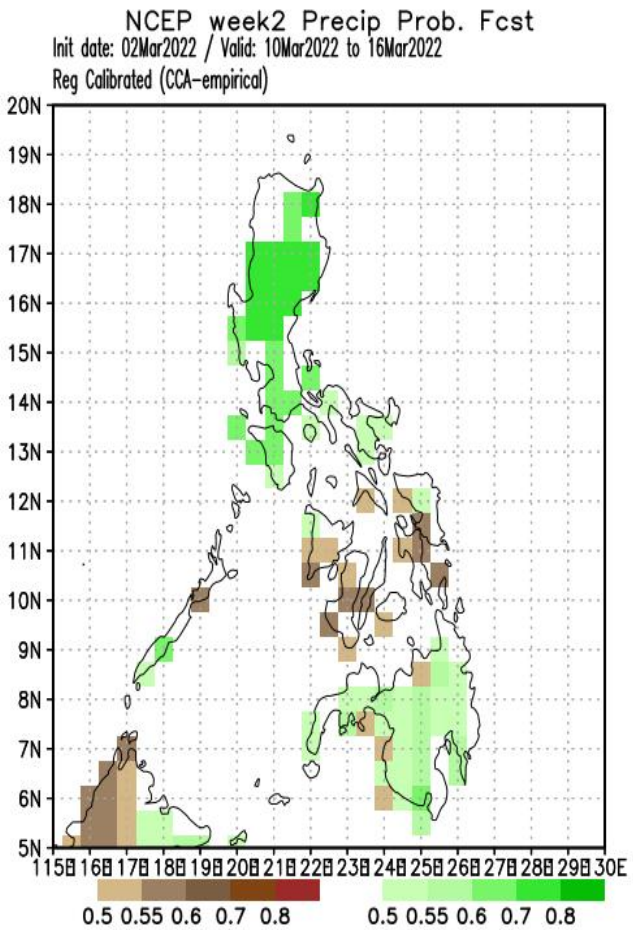 NCEP week2 Precip Prob. Fcst
Init date: 02Mar2022 / Valid: 10Mar2022 to 16Mar2022
Reg Calibrated (CCA-empirical)
20N
19N
18N
17N
16N
15N
14N
13N
12N
11N
10N
9N
8N
7N
6N
5N
115E 116E 117E 118E 119E 120E 121E 122E 123E 124E 125E 126E 127E 128E 129E 130E
0.5 0.55 0.6 0.7 0.8 0.5 0.55 0.6 0.7 0.8